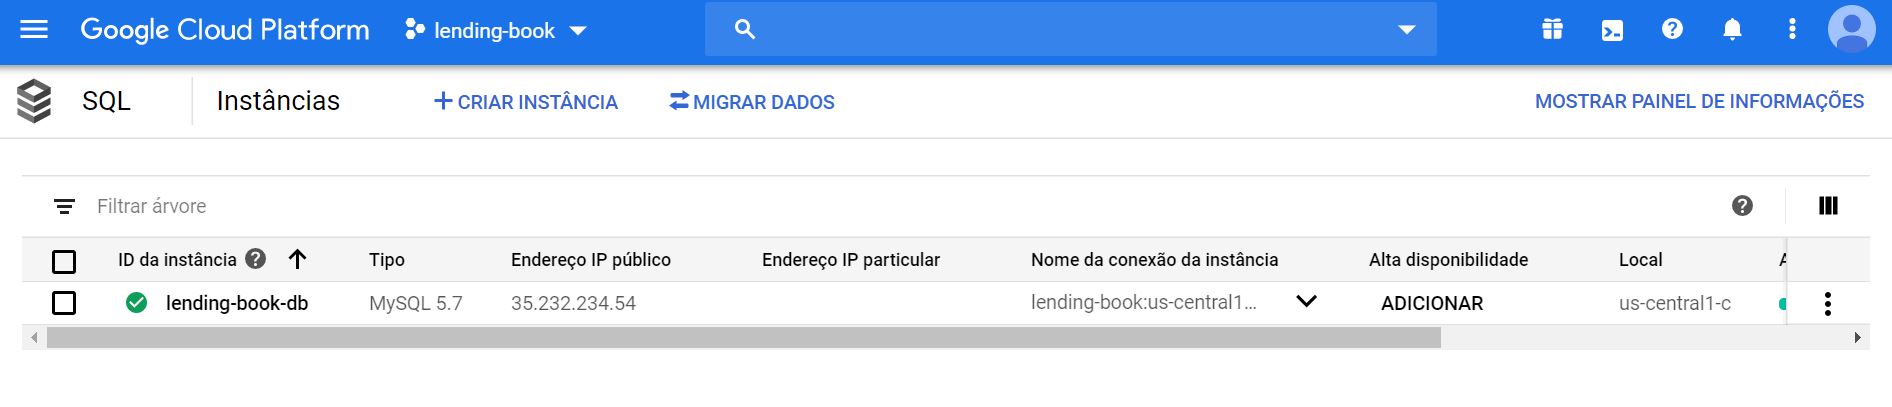 Google Cloud Platform lending-book
SQL Instâncias CRIAR INSTÂNCIA MIGRAR DADOS MOSTRAR PAINEL DE INFORMAÇÕES
Filtrar árvore
ID da instância Tipo Endereço IP público Endereço IP particular Nome da conexão da instância Alta disponibilidade Local
lending-book-db MySQL 5.7 35.232.234.54 lending-book:us-central1... ADICIONAR us-central1-c